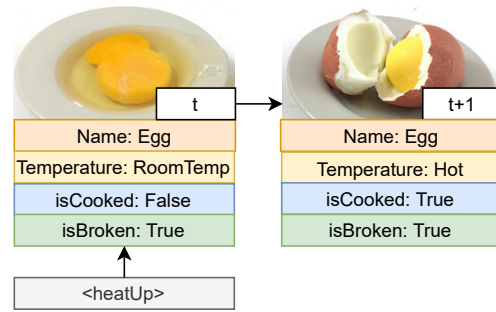 t
t+1
Name: Egg
Name: Egg
Temperature: RoomTemp
Temperature: Hot
isCooked: False
isCooked: True
isBroken: True
isBroken: True
<heatUp>